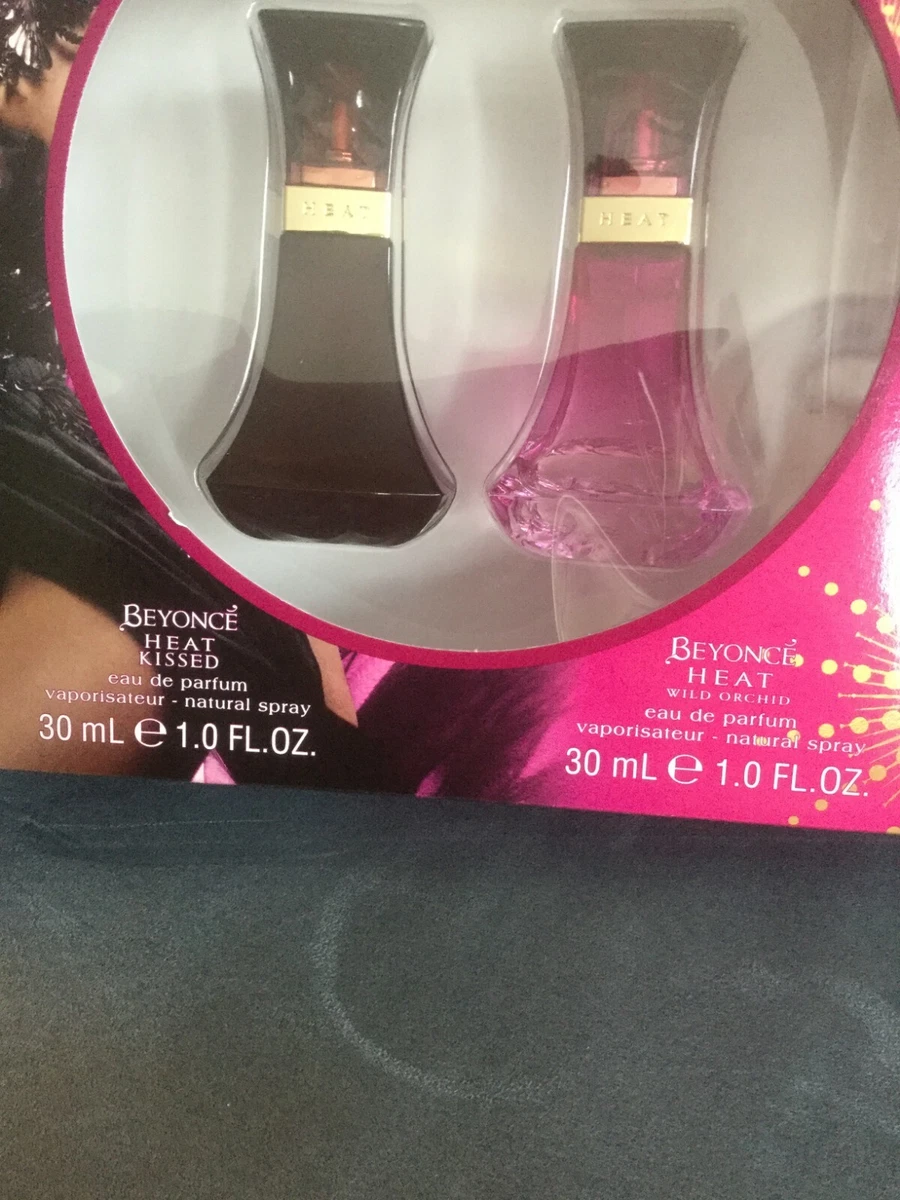 HEAT
HEAT
BEYONCÉ
HEAT
KISSED
eau de parfum
vaporisateur - natural spray
30 mL ℮ 1.0 FL.OZ.
BEYONCÉ
HEAT
WILD ORCHID
eau de parfum
vaporisateur - natural spray
30 mL ℮ 1.0 FL.OZ.